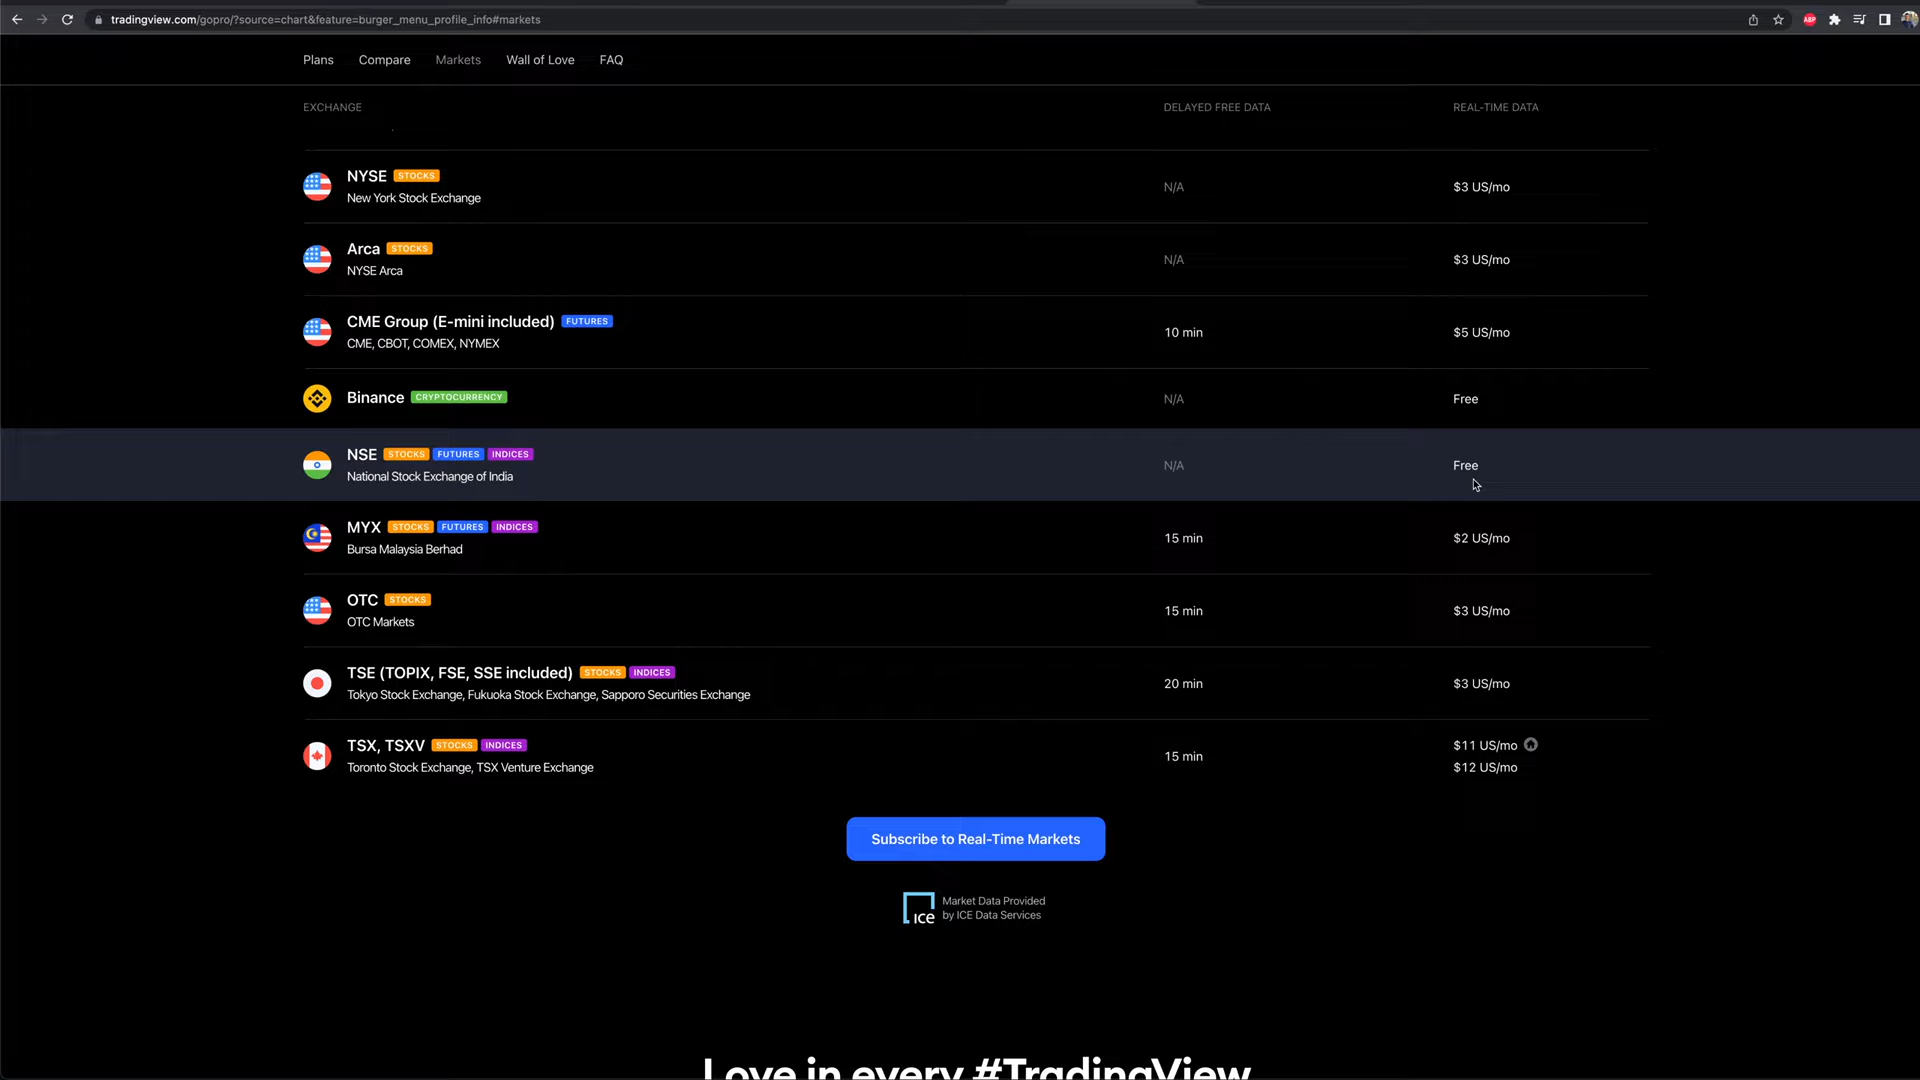 tradingview.com/gopro/?source=chart&feature=burger_menu_profile_info#markets
ABP
Plans Compare Markets Wall of Love FAQ
EXCHANGE DELAYED FREE DATA REAL-TIME DATA
NYSE STOCKS
New York Stock Exchange
N/A $3 US/mo
Arca STOCKS
NYSE Arca
N/A $3 US/mo
CME Group (E-mini included) FUTURES
CME, CBOT, COMEX, NYMEX
10 min $5 US/mo
Binance CRYPTOCURRENCY N/A Free
NSE STOCKS FUTURES INDICES
National Stock Exchange of India
N/A Free
MYX STOCKS FUTURES INDICES
Bursa Malaysia Berhad
15 min $2 US/mo
OTC STOCKS
OTC Markets
15 min $3 US/mo
TSE (TOPIX, FSE, SSE included) STOCKS INDICES
Tokyo Stock Exchange, Fukuoka Stock Exchange, Sapporo Securities Exchange
20 min $3 US/mo
TSX, TSXV STOCKS INDICES
Toronto Stock Exchange, TSX Venture Exchange
15 min
$11 US/mo
$12 US/mo
Subscribe to Real-Time Markets
ICE
Market Data Provided
by ICE Data Services
Love in every #TradingView